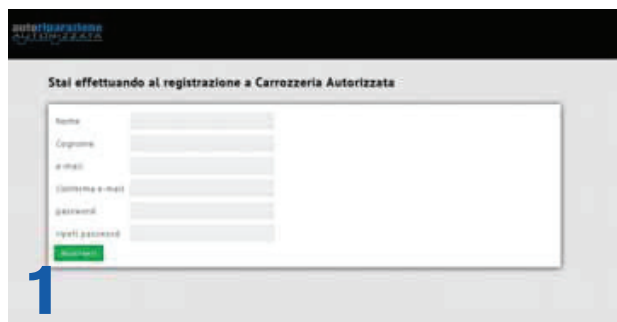 autoriparazione
AUTORIZZATA
Stai effettuando al registrazione a Carrozzeria Autorizzata
Nome
Cognome
e-mail
Conferma e-mail
password
ripeti password
1